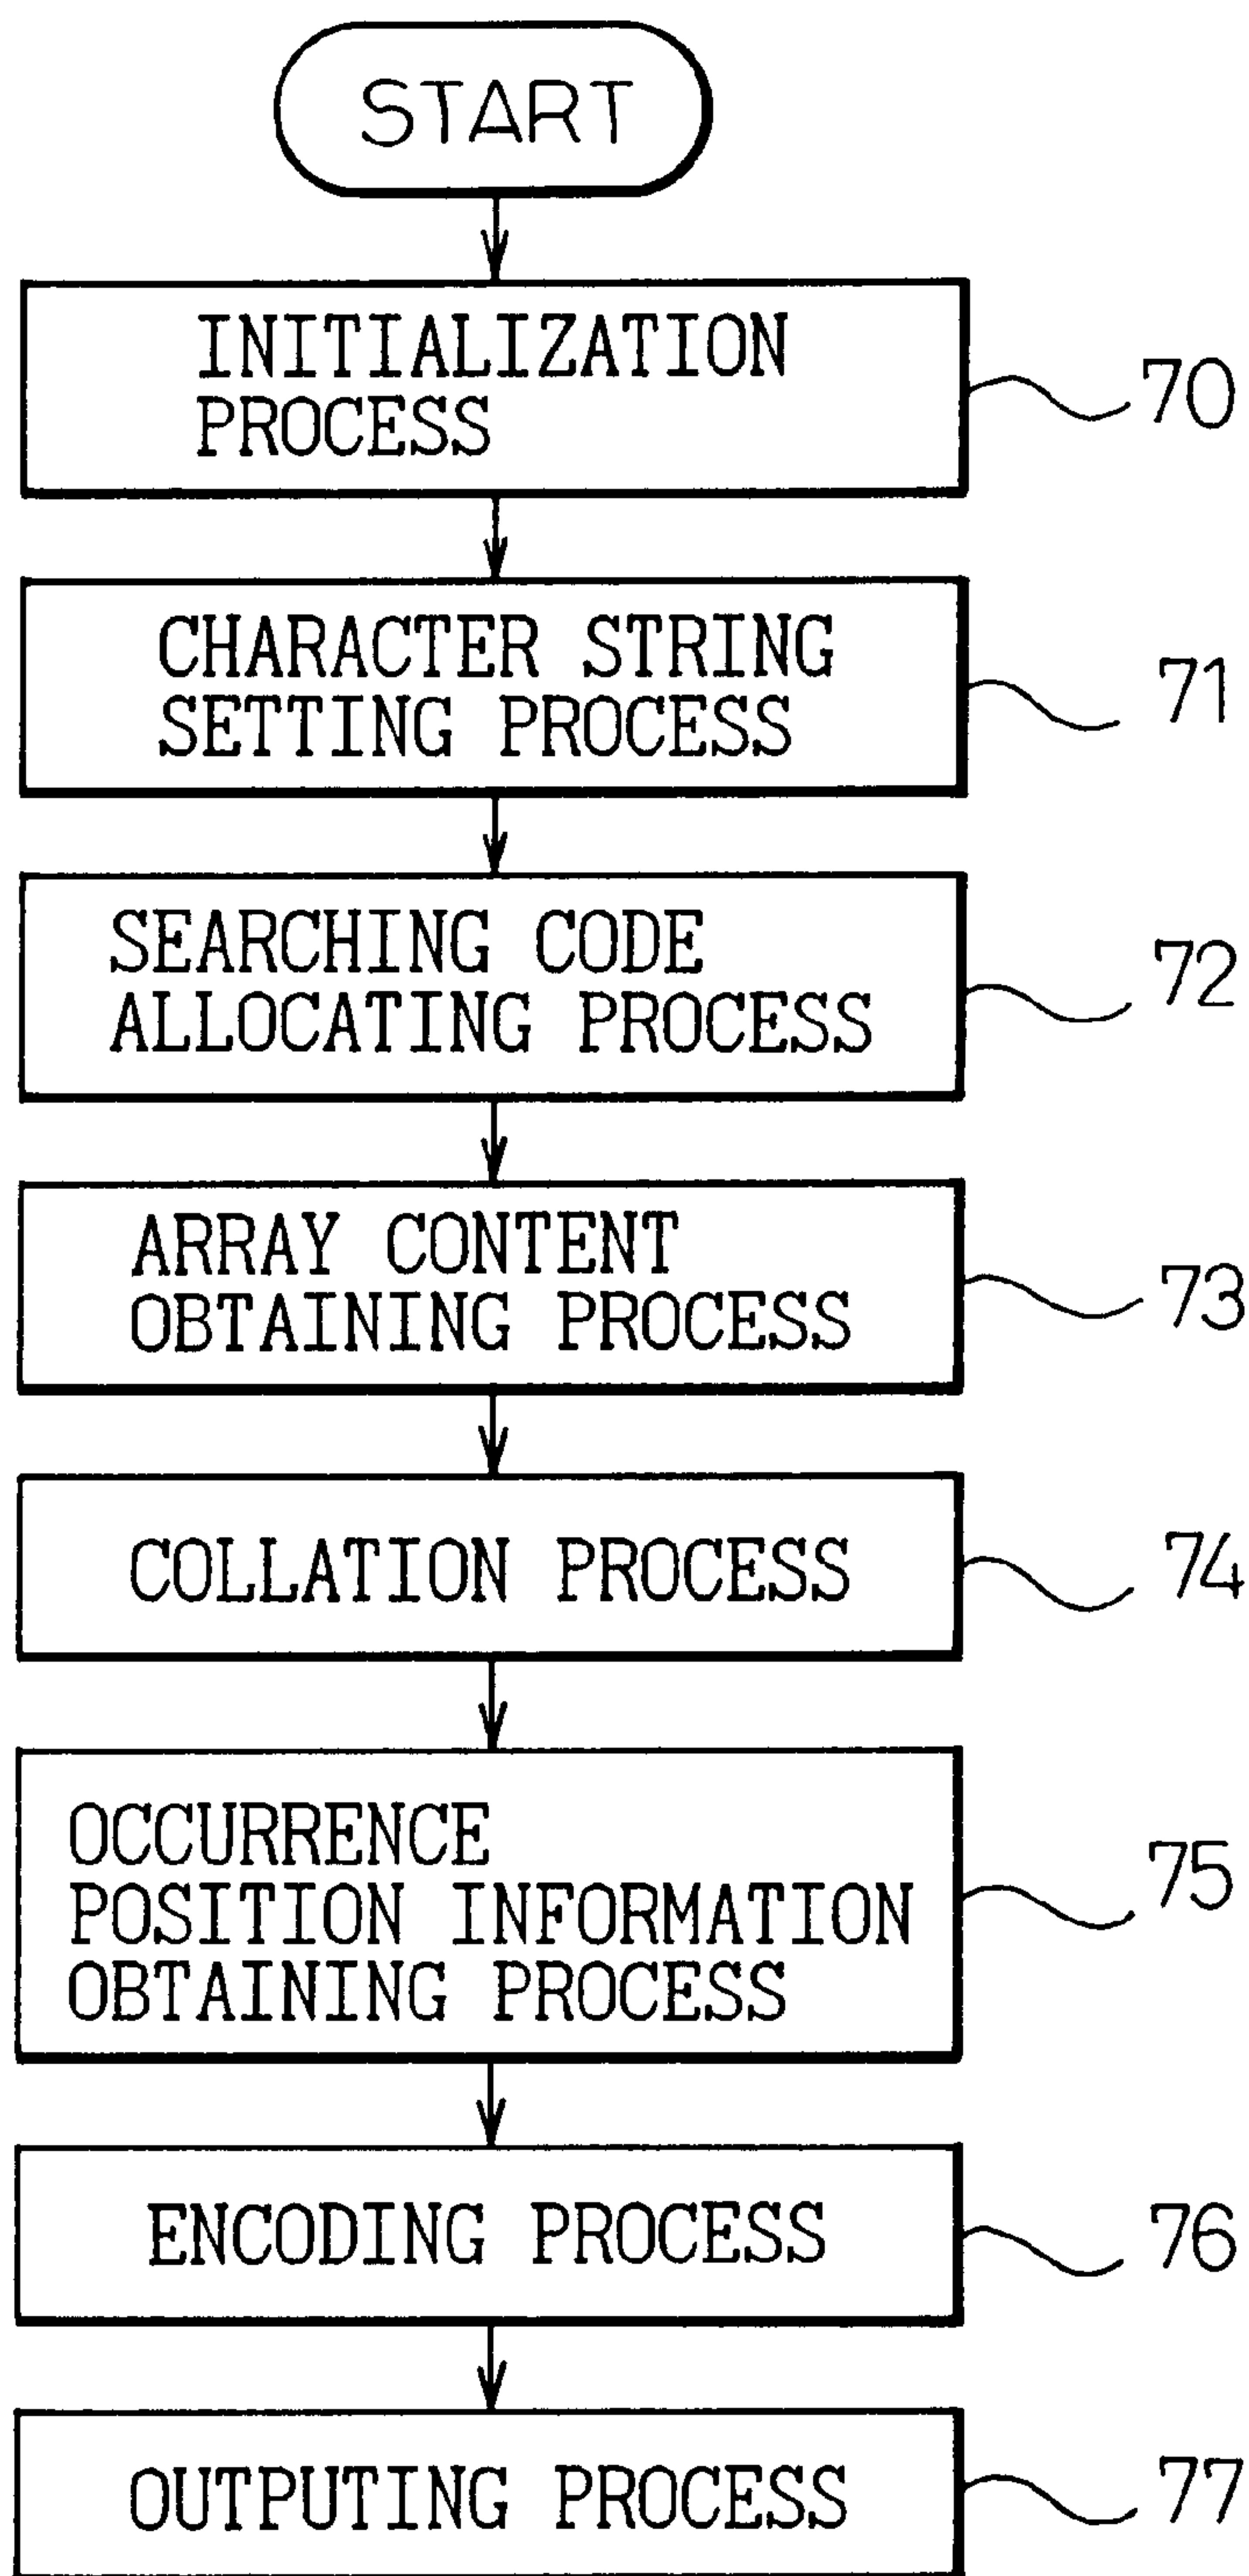 START
INITIALIZATION
PROCESS
70
CHARACTER STRING
SETTING PROCESS
71
SEARCHING CODE
ALLOCATING PROCESS
72
ARRAY CONTENT
OBTAINING PROCESS
73
COLLATION PROCESS
74
OCCURRENCE
POSITION INFORMATION
OBTAINING PROCESS
75
ENCODING PROCESS
76
OUTPUTING PROCESS
77